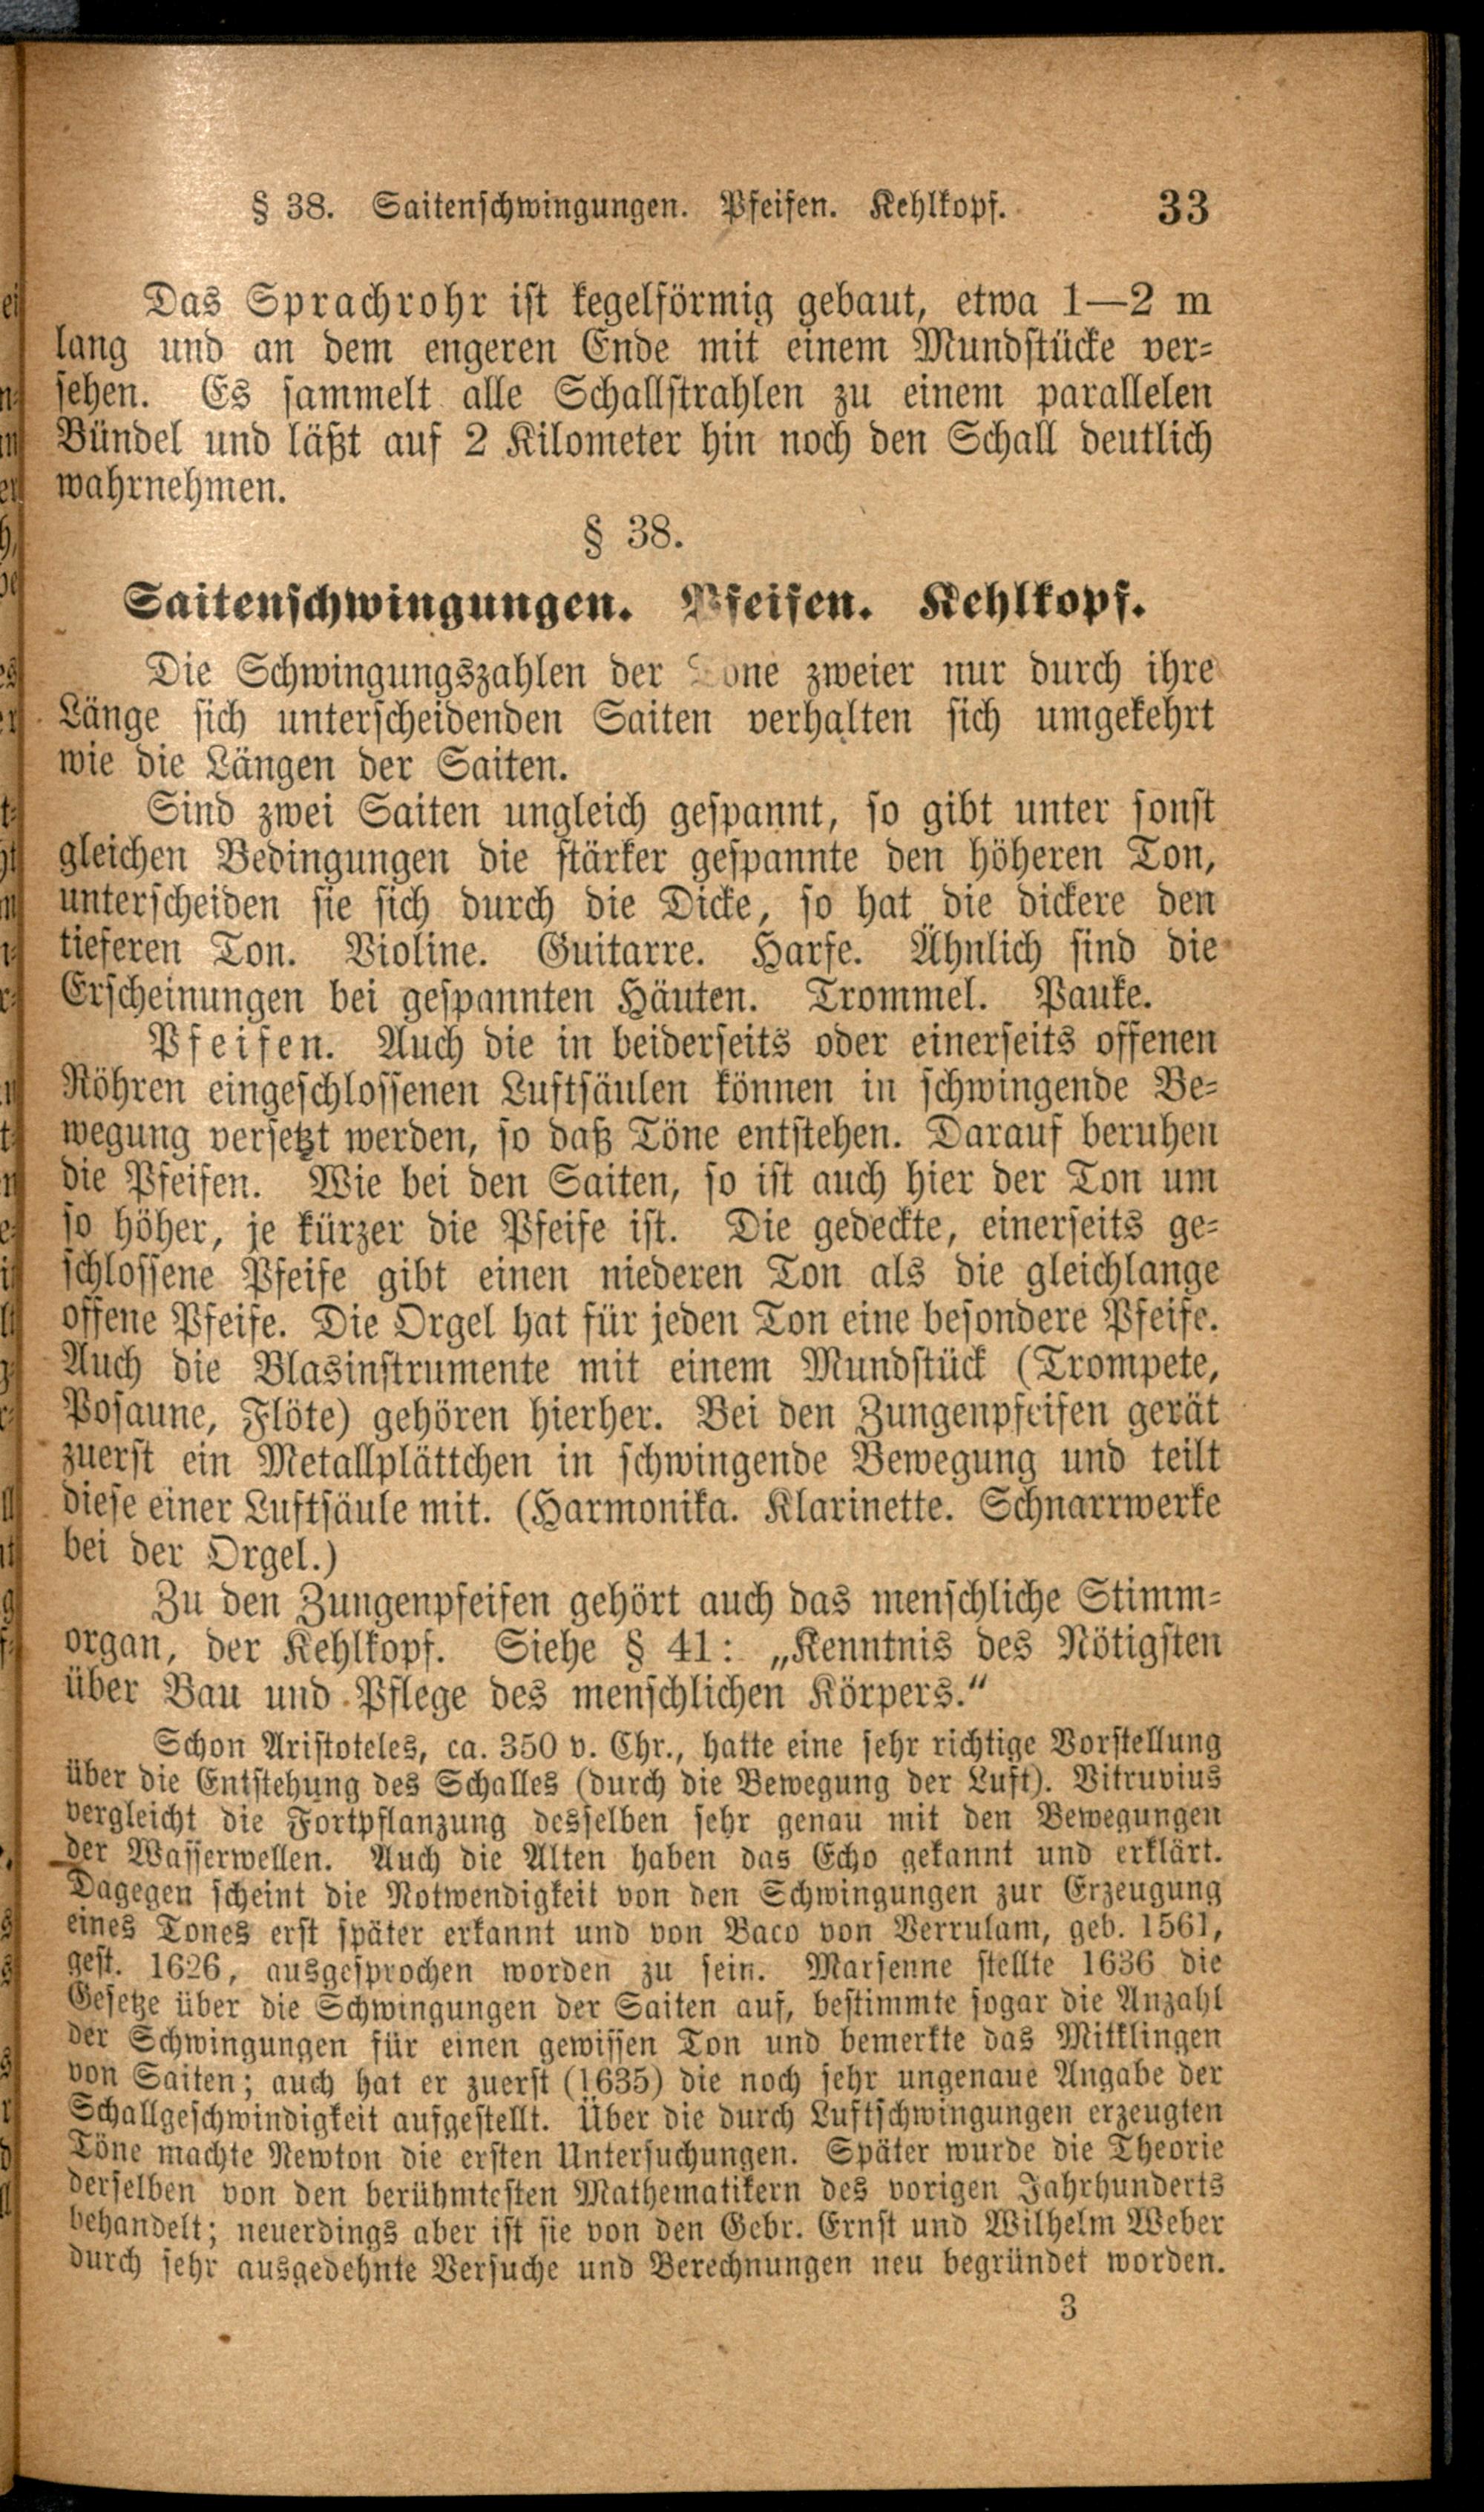 § 38. Saitenschwingungen. Pfeifen. Kehlkopf. 33
Das Sprachrohr ist kegelförmig gebaut, etwa 1—2 m
lang und an dem engeren Ende mit einem Mundstücke ver-
sehen. Es sammelt alle Schallstrahlen zu einem parallelen
Bündel und läßt auf 2 Kilometer hin noch den Schall deutlich
wahrnehmen.
§ 38.
Saitenschwingungen. Pfeifen. Kehlkopf.
Die Schwingungszahlen der Töne zweier nur durch ihre
Länge sich unterscheidenden Saiten verhalten sich umgekehrt
wie die Längen der Saiten.
Sind zwei Saiten ungleich gespannt, so gibt unter sonst
gleichen Bedingungen die stärker gespannte den höheren Ton,
unterscheiden sie sich durch die Dicke, so hat die dickere den
tieferen Ton. Violine. Guitarre. Harfe. Ähnlich sind die
Erscheinungen bei gespannten Häuten. Trommel. Pauke.
Pfeifen. Auch die in beiderseits oder einerseits offenen
Röhren eingeschlossenen Luftsäulen können in schwingende Be-
wegung versetzt werden, so daß Töne entstehen. Darauf beruhen
die Pfeifen. Wie bei den Saiten, so ist auch hier der Ton um
so höher, je kürzer die Pfeife ist. Die gedeckte, einerseits ge-
schlossene Pfeife gibt einen niederen Ton als die gleichlange
offene Pfeife. Die Orgel hat für jeden Ton eine besondere Pfeife.
Auch die Blasinstrumente mit einem Mundstück (Trompete,
Posaune, Flöte) gehören hierher. Bei den Zungenpfeifen gerät
zuerst ein Metallplättchen in schwingende Bewegung und teilt
diese einer Luftsäule mit. (Harmonika. Klarinette. Schnarrwerke
bei der Orgel.)
Zu den Zungenpfeifen gehört auch das menschliche Stimm-
organ, der Kehlkopf. Siehe § 41: „Kenntnis des Nötigsten
über Bau und Pflege des menschlichen Körpers.“
Schon Aristoteles, ca. 350 v. Chr., hatte eine sehr richtige Vorstellung
über die Entstehung des Schalles (durch die Bewegung der Luft). Vitruvius
vergleicht die Fortpflanzung desselben sehr genau mit den Bewegungen
der Wasserwellen. Auch die Alten haben das Echo gekannt und erklärt.
Dagegen scheint die Notwendigkeit von den Schwingungen zur Erzeugung
eines Tones erst später erkannt und von Baco von Verrulam, geb. 1561,
gest. 1626, ausgesprochen worden zu sein. Marsenne stellte 1636 die
Gesetze über die Schwingungen der Saiten auf, bestimmte sogar die Anzahl
der Schwingungen für einen gewissen Ton und bemerkte das Mitklingen
von Saiten; auch hat er zuerst (1635) die noch sehr ungenaue Angabe der
Schallgeschwindigkeit aufgestellt. Über die durch Luftschwingungen erzeugten
Töne machte Newton die ersten Untersuchungen. Später wurde die Theorie
derselben von den berühmtesten Mathematikern des vorigen Jahrhunderts
behandelt; neuerdings aber ist sie von den Gebr. Ernst und Wilhelm Weber
durch sehr ausgedehnte Versuche und Berechnungen neu begründet worden.
3